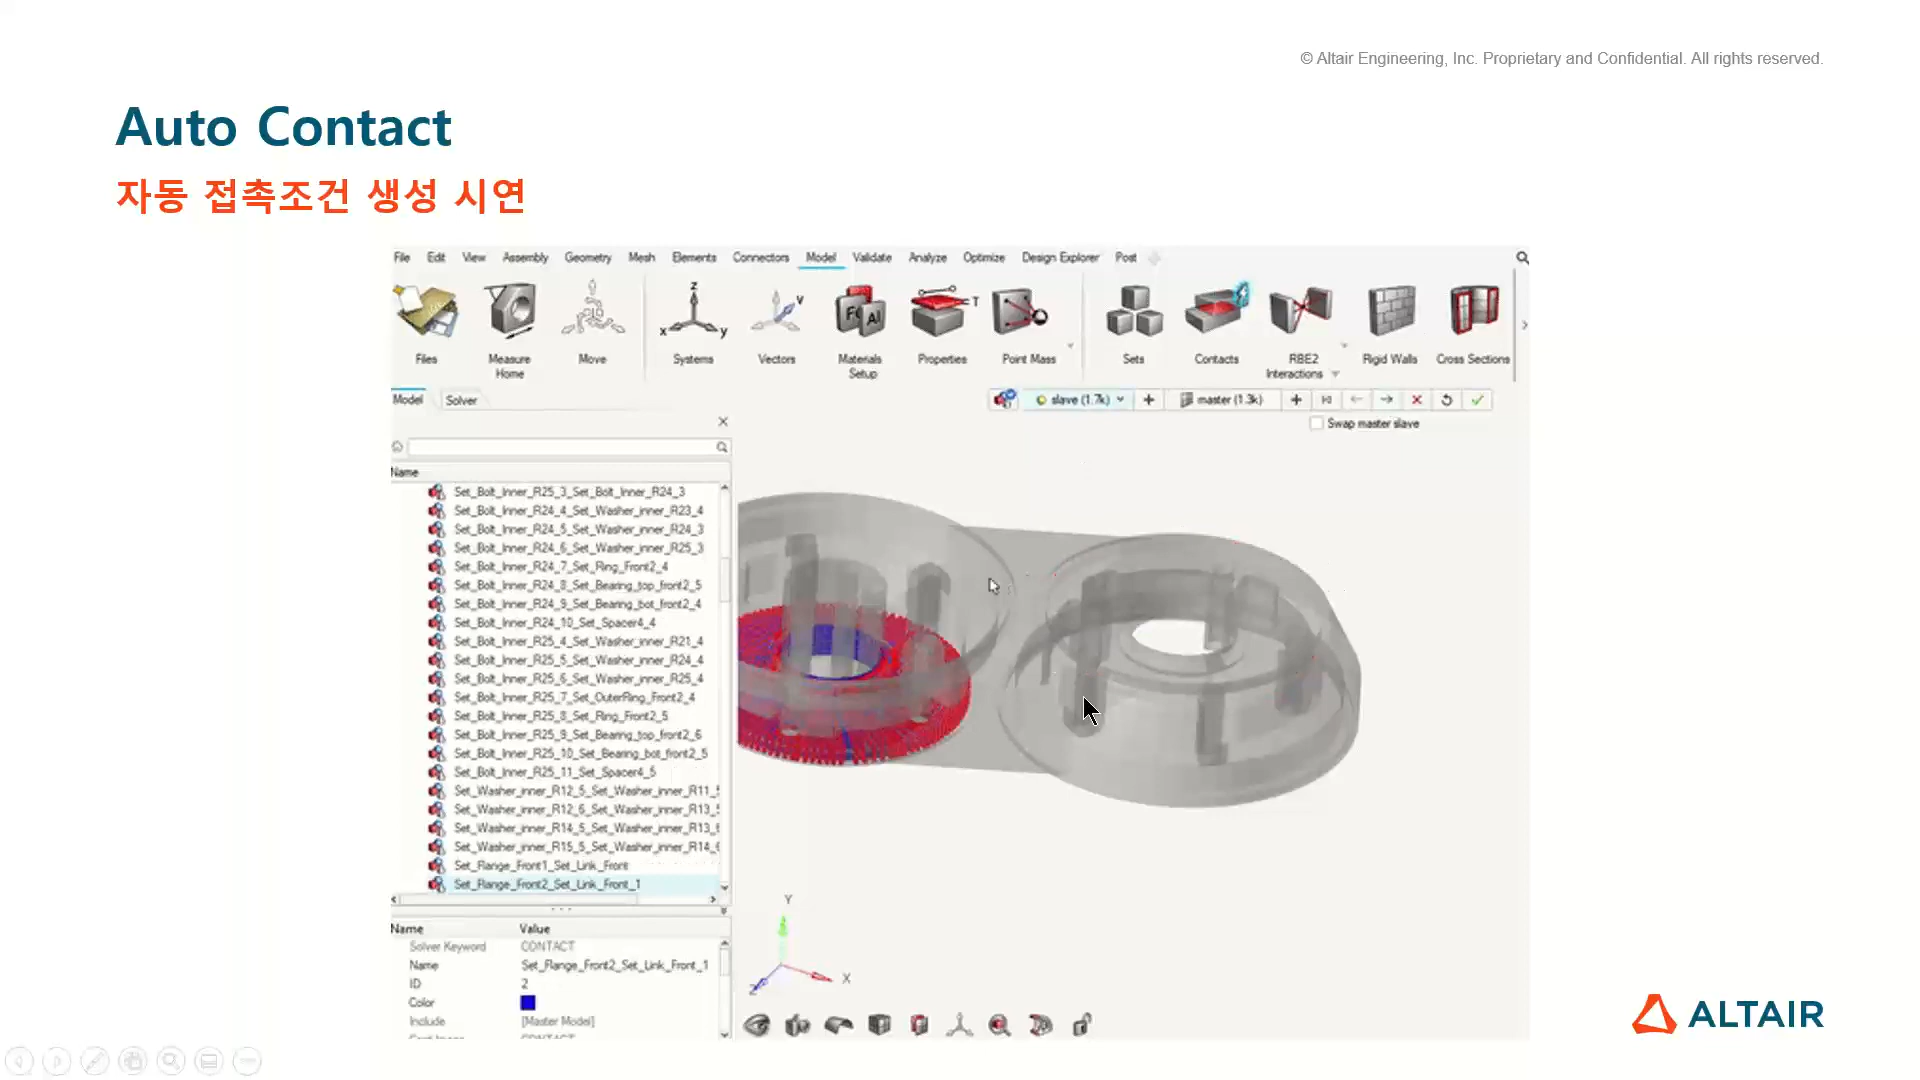 © Altair Engineering, Inc. Proprietary and Confidential. All rights reserved.
Auto Contact
자동 접촉조건 생성 시연
File Edit View Assembly Geometry Mesh Elements Connectors Model Validate Analyze Optimize Design Explorer Post
Files Measure Move Systems Vectors Materials Properties Point Mass Sets Contacts RBE2 Rigid Walls Cross Sections
Home Setup Interactions
Model Solver
slave (1.7k) master (1.3k)
Swap master slave
Name
Set_Bolt_Inner_R25_3_Set_Bolt_Inner_R24_3
Set_Bolt_Inner_R24_4_Set_Washer_inner_R23_4
Set_Bolt_Inner_R24_5_Set_Washer_inner_R24_3
Set_Bolt_Inner_R24_6_Set_Washer_inner_R25_3
Set_Bolt_Inner_R24_7_Set_Ring_Front2_4
Set_Bolt_Inner_R24_8_Set_Bearing_top_front2_5
Set_Bolt_Inner_R24_9_Set_Bearing_bot_front2_4
Set_Bolt_Inner_R24_10_Set_Spacer4_4
Set_Bolt_Inner_R25_4_Set_Washer_inner_R21_4
Set_Bolt_Inner_R25_5_Set_Washer_inner_R24_4
Set_Bolt_Inner_R25_6_Set_Washer_inner_R25_4
Set_Bolt_Inner_R25_7_Set_OuterRing_Front2_4
Set_Bolt_Inner_R25_8_Set_Ring_Front2_5
Set_Bolt_Inner_R25_9_Set_Bearing_top_front2_6
Set_Bolt_Inner_R25_10_Set_Bearing_bot_front2_5
Set_Bolt_Inner_R25_11_Set_Spacer4_5
Set_Washer_inner_R12_5_Set_Washer_inner_R11_5
Set_Washer_inner_R12_6_Set_Washer_inner_R13_5
Set_Washer_inner_R14_5_Set_Washer_inner_R13_6
Set_Washer_inner_R15_5_Set_Washer_inner_R14_6
Set_Flange_Front1_Set_Link_Front
Set_Flange_Front2_Set_Link_Front_1
Name Value
Solver Keyword CONTACT
Name Set_Flange_Front2_Set_Link_Front_1
ID 2
Color
Include [Master Model]
Y
X
Z
ALTAIR